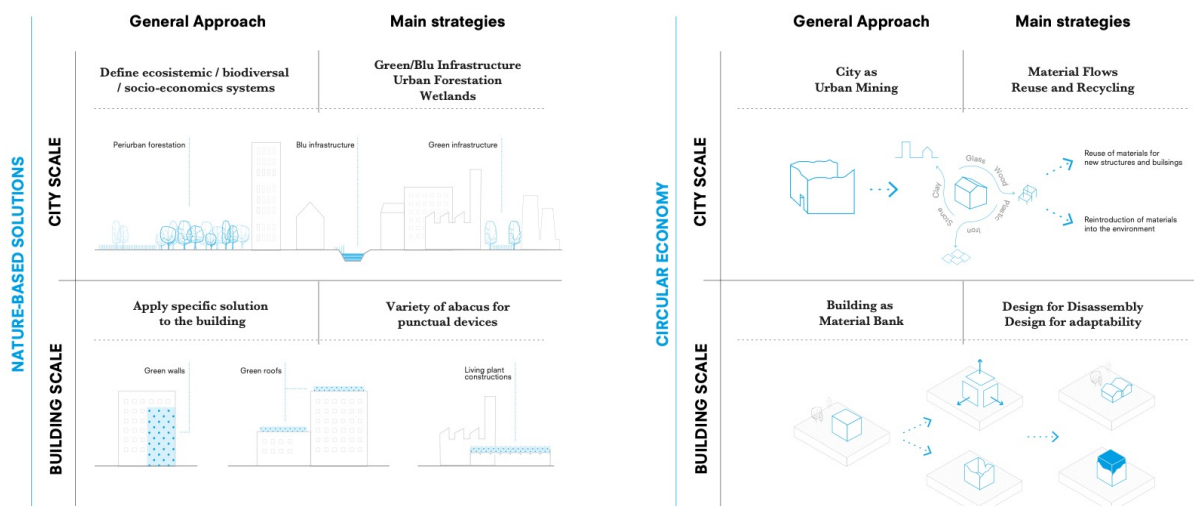 NATURE-BASED SOLUTIONS
General Approach
Main strategies
CITY SCALE
Define ecosistemic / biodiversal
/ socio-economics systems
Green/Blu Infrastructure
Urban Forestation
Wetlands
Periurban forestation
Blu infrastructure
Green infrastructure
BUILDING SCALE
Apply specific solution
to the building
Variety of abacus for
punctual devices
Green walls
Green roofs
Living plant
constructions
CIRCULAR ECONOMY
General Approach
Main strategies
CITY SCALE
City as
Urban Mining
Material Flows
Reuse and Recycling
Glass
Wood
Plastic
Iron
Stone
Clay
Reuse of materials for
new structures and builsings
Reintroduction of materials
into the environment
BUILDING SCALE
Building as
Material Bank
Design for Disassembly
Design for adaptability